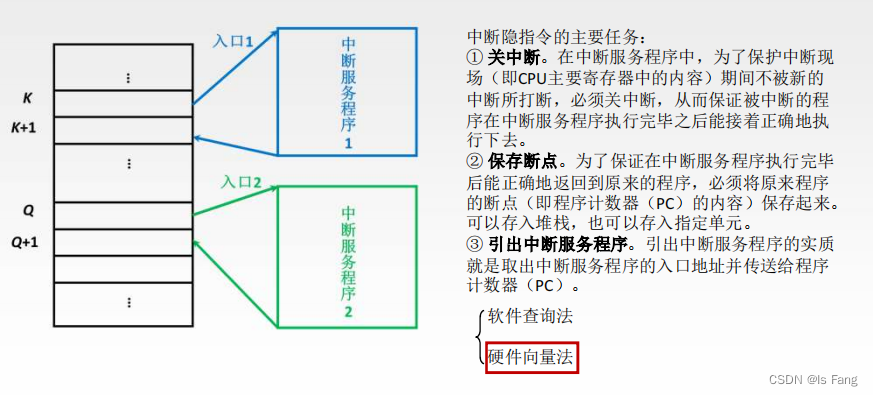 入口1
中断服务程序1
⋮
K
K+1
⋮
入口2
中断服务程序2
Q
Q+1
⋮
中断隐指令的主要任务：
① 关中断。在中断服务程序中，为了保护中断现
场（即CPU主要寄存器中的内容）期间不被新的
中断所打断，必须关中断，从而保证被中断的程
序在中断服务程序执行完毕之后能接着正确地执
行下去。
② 保存断点。为了保证在中断服务程序执行完毕
后能正确地返回到原来的程序，必须将原来程序
的断点（即程序计数器（PC）的内容）保存起来。
可以存入堆栈，也可以存入指定单元。
③ 引出中断服务程序。引出中断服务程序的实质
就是取出中断服务程序的入口地址并传送给程序
计数器（PC）。
软件查询法
硬件向量法
CSDN @ls Fang